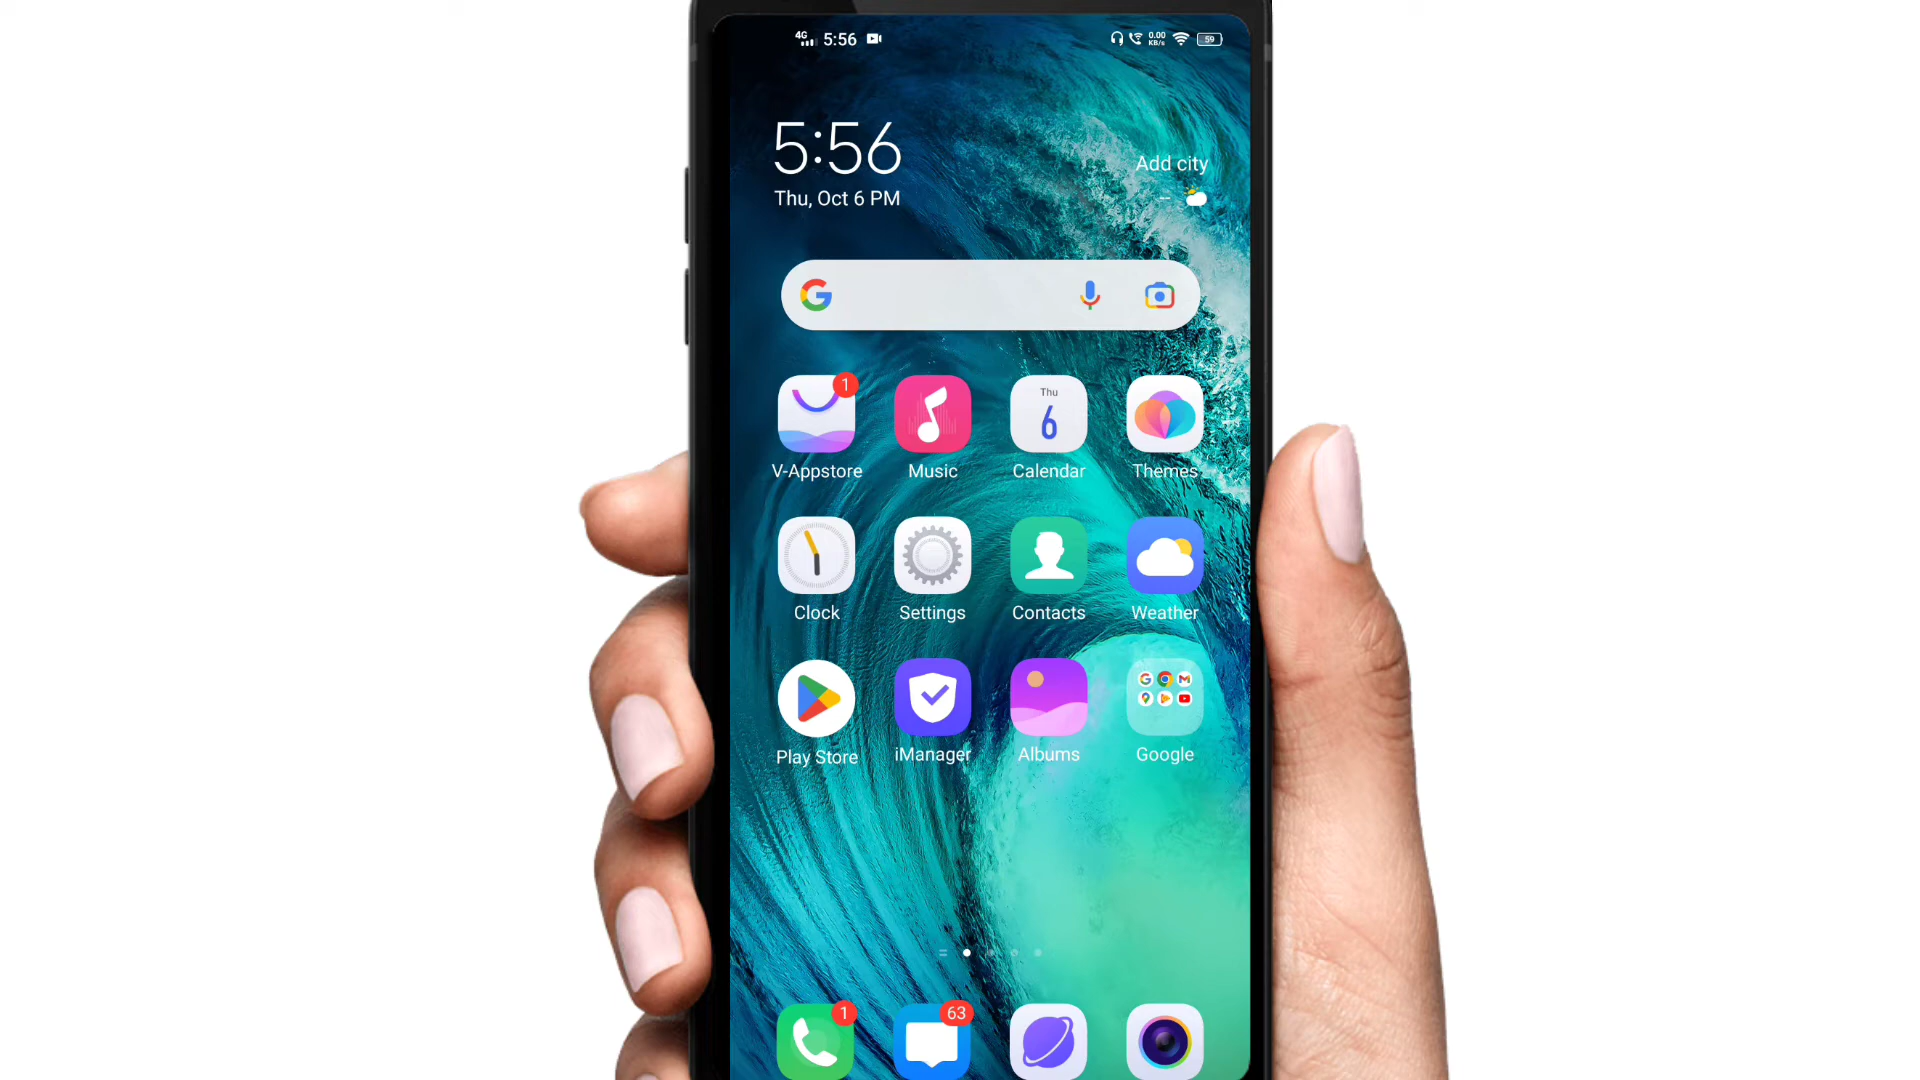 4G 5:56 0.00 KB/s 59
5:56
Add city
Thu, Oct 6 PM
--
G
1
Thu
6
V-Appstore Music Calendar Themes
Clock Settings Contacts Weather
Play Store iManager Albums Google
1 63